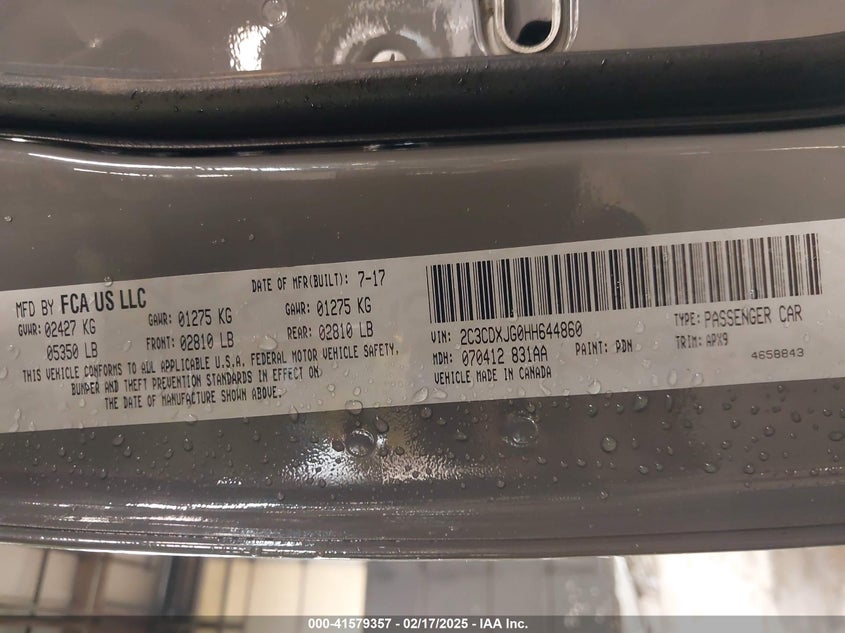 MFD BY FCA US LLC
DATE OF MFR(BUILT): 7-17
GVWR: 02427 KG
GAWR: 01275 KG
GAWR: 01275 KG
05350 LB
FRONT: 02810 LB
REAR: 02810 LB
THIS VEHICLE CONFORMS TO ALL APPLICABLE U.S.A. FEDERAL MOTOR VEHICLE SAFETY,
BUMPER AND THEFT PREVENTION STANDARDS IN EFFECT ON
THE DATE OF MANUFACTURE SHOWN ABOVE.
VIN: 2C3CDXJG0HH644860
TYPE: PASSENGER CAR
MDH: 070412 831AA
PAINT: PDN
TRIM: APX9
VEHICLE MADE IN CANADA
4658843
000-41579357 - 02/17/2025 - IAA Inc.